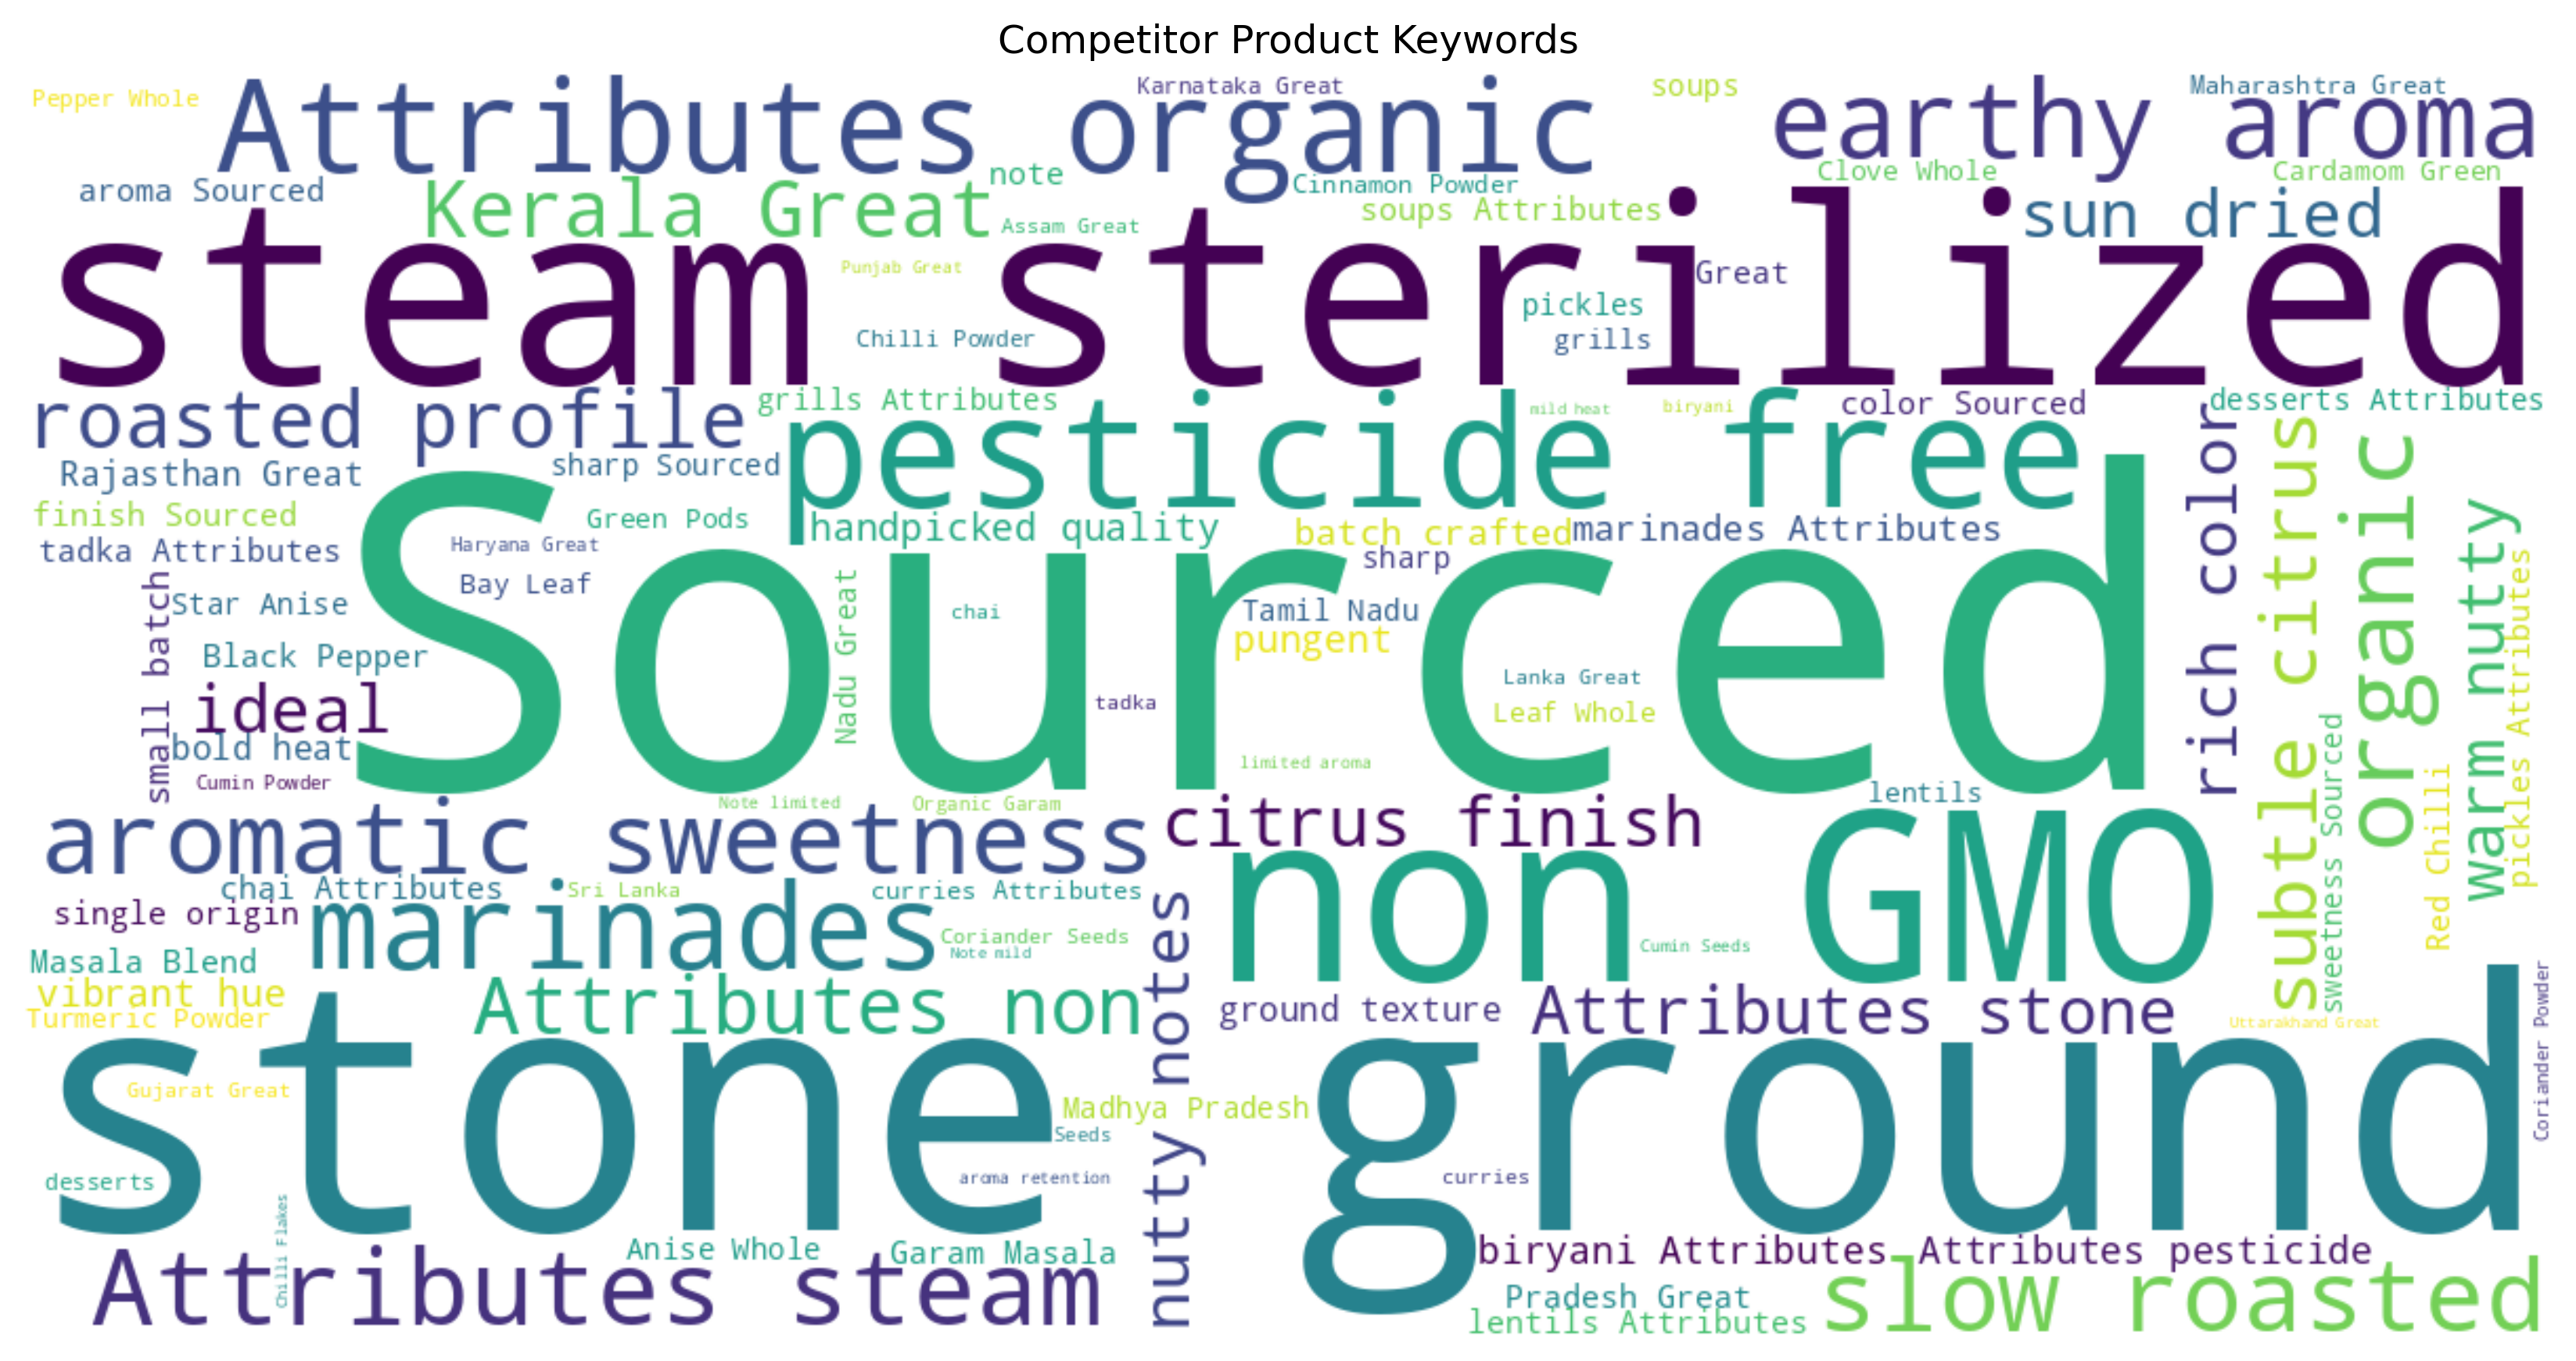 Competitor Product Keywords
Pepper Whole
Attributes organic
Karnataka Great
soups
earthy aroma
Maharashtra Great
aroma Sourced
Kerala Great
note
Cinnamon Powder
Clove Whole
Cardamom Green
soups Attributes
sun dried
Assam Great
steam sterilized
Punjab Great
Great
pickles
Chilli Powder
grills
roasted profile
grills Attributes
mild heat
biryani
color Sourced
desserts Attributes
pesticide free
Rajasthan Great
sharp Sourced
rich color
subtle citrus
organic
warm nutty
finish Sourced
Green Pods
handpicked quality
batch crafted
marinades Attributes
tadka Attributes
Haryana Great
sharp
Sourced
Bay Leaf
Star Anise
small batch
chai
Tamil Nadu
pungent
Nadu Great
Black Pepper
Lanka Great
Leaf Whole
ideal
tadka
bold heat
limited aroma
Cumin Powder
pickles Attributes
sweetness Sourced
Red Chilli
Note limited
Organic Garam
lentils
aromatic sweetness
citrus finish
non GMO
chai Attributes
Sri Lanka
curries Attributes
single origin
marinades
Coriander Seeds
Note mild
Cumin Seeds
Masala Blend
vibrant hue
Turmeric Powder
Attributes non
nutty notes
ground texture
Attributes stone
Uttarakhand Great
Coriander Powder
stone ground
Gujarat Great
Madhya Pradesh
Seeds
desserts
aroma retention
curries
Chilli Flakes
Anise Whole
Garam Masala
biryani Attributes
Attributes pesticide
Attributes steam
Pradesh Great
slow roasted
lentils Attributes